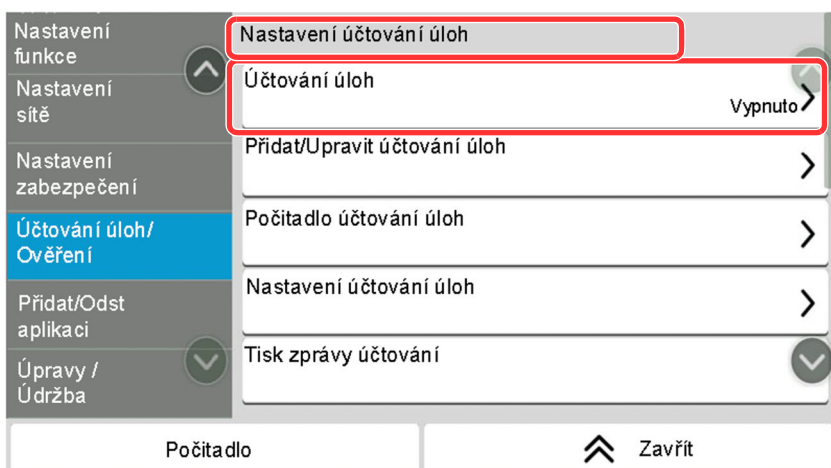 Nastavení
funkce
Nastavení
sítě
Nastavení
zabezpečení
Účtování úloh/
Ověření
Přidat/Odst
aplikaci
Úpravy /
Údržba
Nastavení účtování úloh
Účtování úloh
Vypnuto
Přidat/Upravit účtování úloh
Počitadlo účtování úloh
Nastavení účtování úloh
Tisk zprávy účtování
Počitadlo
Zavřít